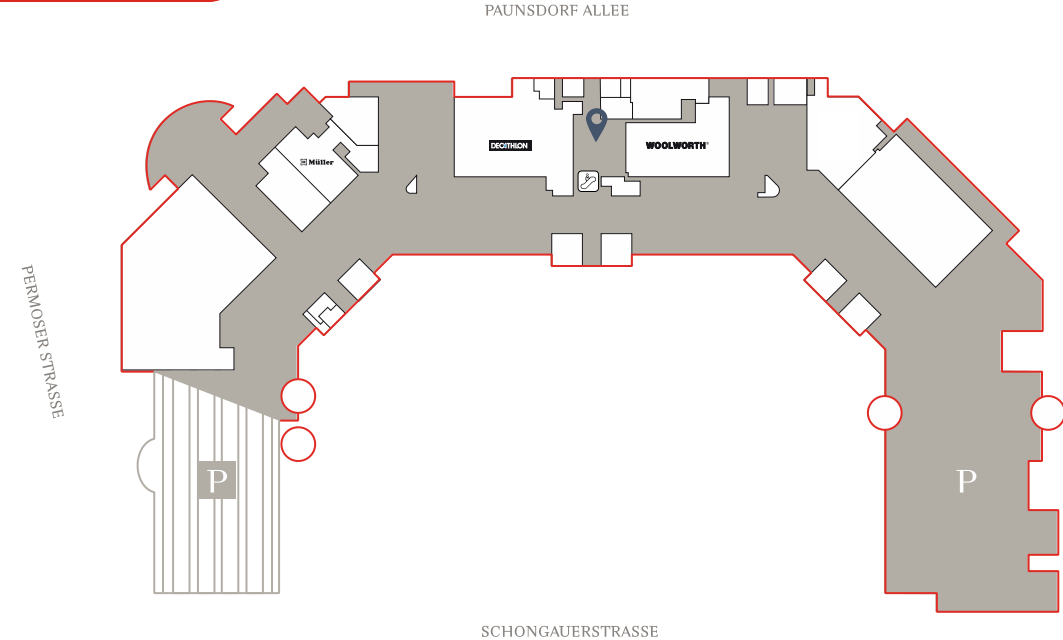 PAUNSDORF ALLEE
DECATHLON
WOOLWORTH®
Müller
PERMOSER STRASSE
P
P
SCHONGAUERSTRASSE